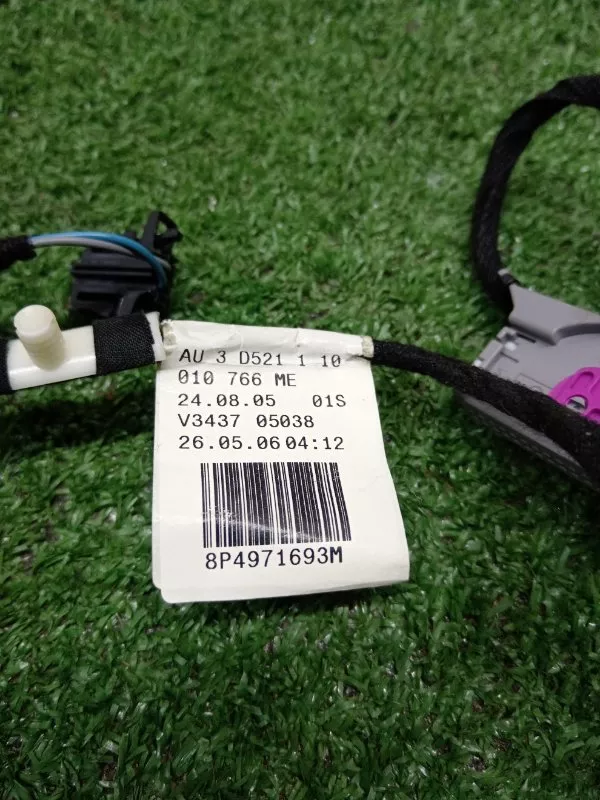 AU 3 D521 1 10
010 766 ME
24.08.05 01S
V3437 05038
26.05.06 04:12
8P4971693M